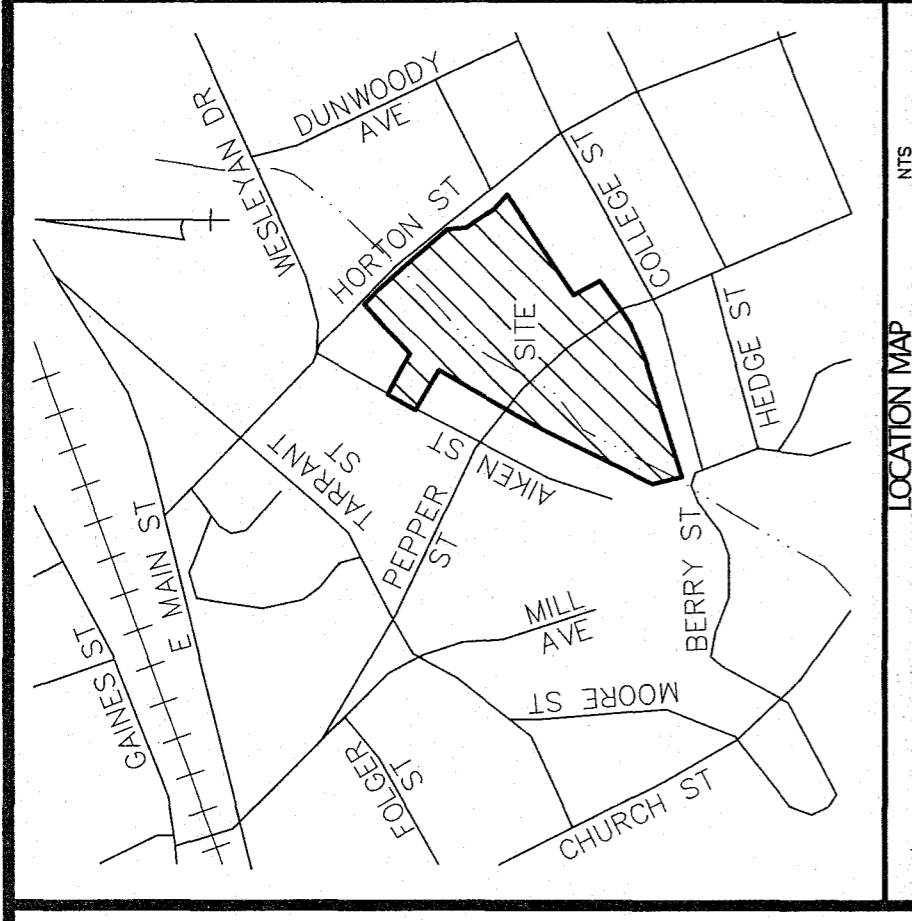 WESLEYAN DR
DUNWOODY
AVE
HORTON ST
COLLEGE ST
GAINES ST
E MAIN ST
TARRANT
ST
SITE
HEDGE ST
AIKEN ST
PEPPER
ST
BERRY ST
MILL
AVE
MOORE ST
FOLGER
ST
CHURCH ST
LOCATION MAP
NTS